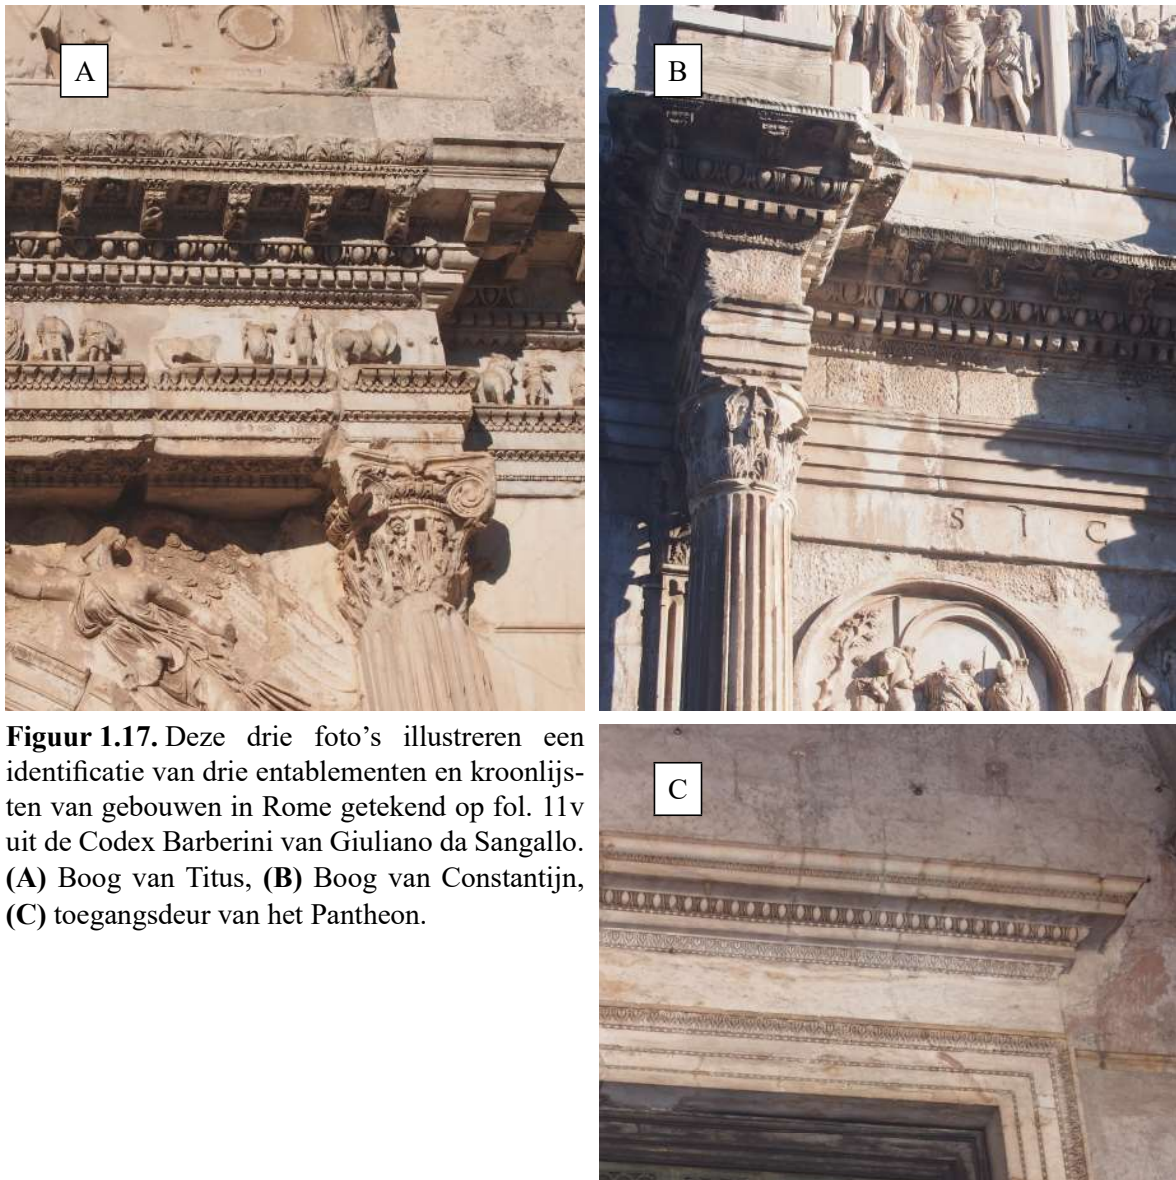 A
B
S I C
Figuur 1.17. Deze drie foto's illustreren een
identificatie van drie entablementen en kroonlijs-
ten van gebouwen in Rome getekend op fol. 11v
uit de Codex Barberini van Giuliano da Sangallo.
(A) Boog van Titus, (B) Boog van Constantijn,
(C) toegangsdeur van het Pantheon.
C